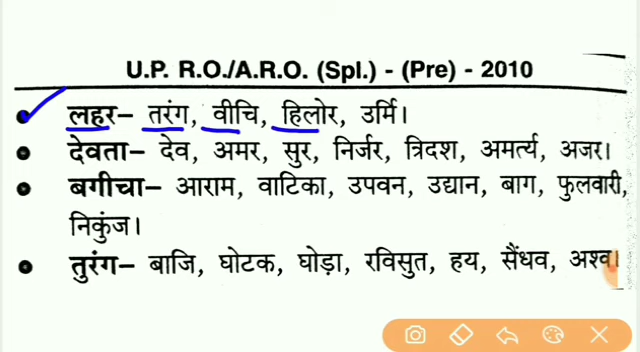 U.P. R.O./A.R.O. (Spl.) - (Pre) - 2010
• लहर– तरंग, वीचि, हिलोर, उर्मि।
• देवता– देव, अमर, सुर, निर्जर, त्रिदश, अमर्त्य, अजर।
• बगीचा– आराम, वाटिका, उपवन, उद्यान, बाग, फुलवारी,
निकुंज।
• तुरंग– बाजि, घोटक, घोड़ा, रविसुत, हय, सैंधव, अश्व।